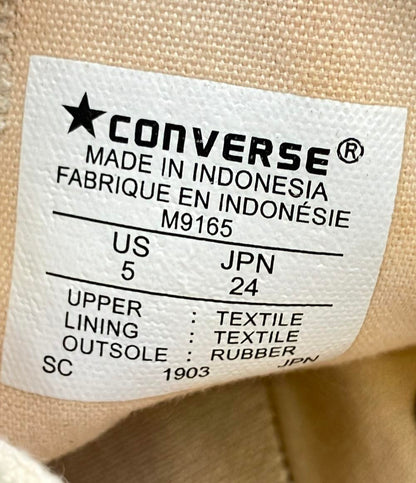 ★CONVERSE®
MADE IN INDONESIA
FABRIQUE EN INDONÉSIE
M9165
US JPN
5 24
UPPER : TEXTILE
LINING : TEXTILE
OUTSOLE : RUBBER
SC 1903 JPN